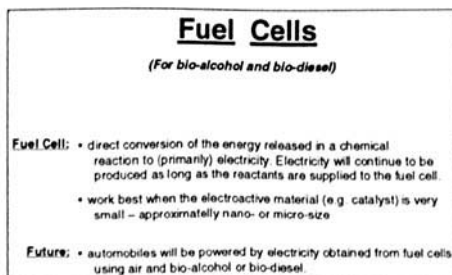 Fuel Cells
(For bio-alcohol and bio-diesel)
Fuel Cell: • direct conversion of the energy released in a chemical
reaction to (primarily) electricity. Electricity will continue to be
produced as long as the reactants are supplied to the fuel cell.
• work best when the electroactive material (e.g. catalyst) is very
small – approximatelly nano- or micro-size
Future: • automobiles will be powered by electricity obtained from fuel cells
using air and bio-alcohol or bio-diesel.